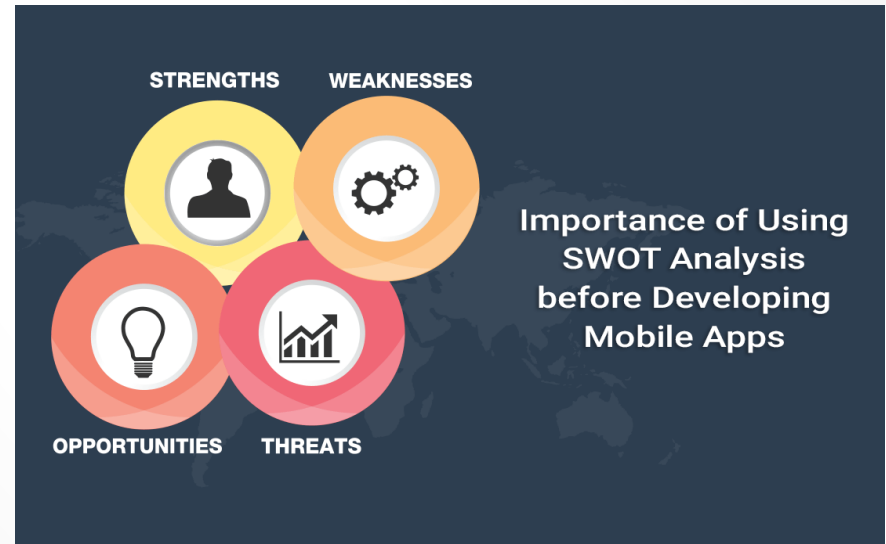 STRENGTHS
WEAKNESSES
Importance of Using
SWOT Analysis
before Developing
Mobile Apps
OPPORTUNITIES
THREATS